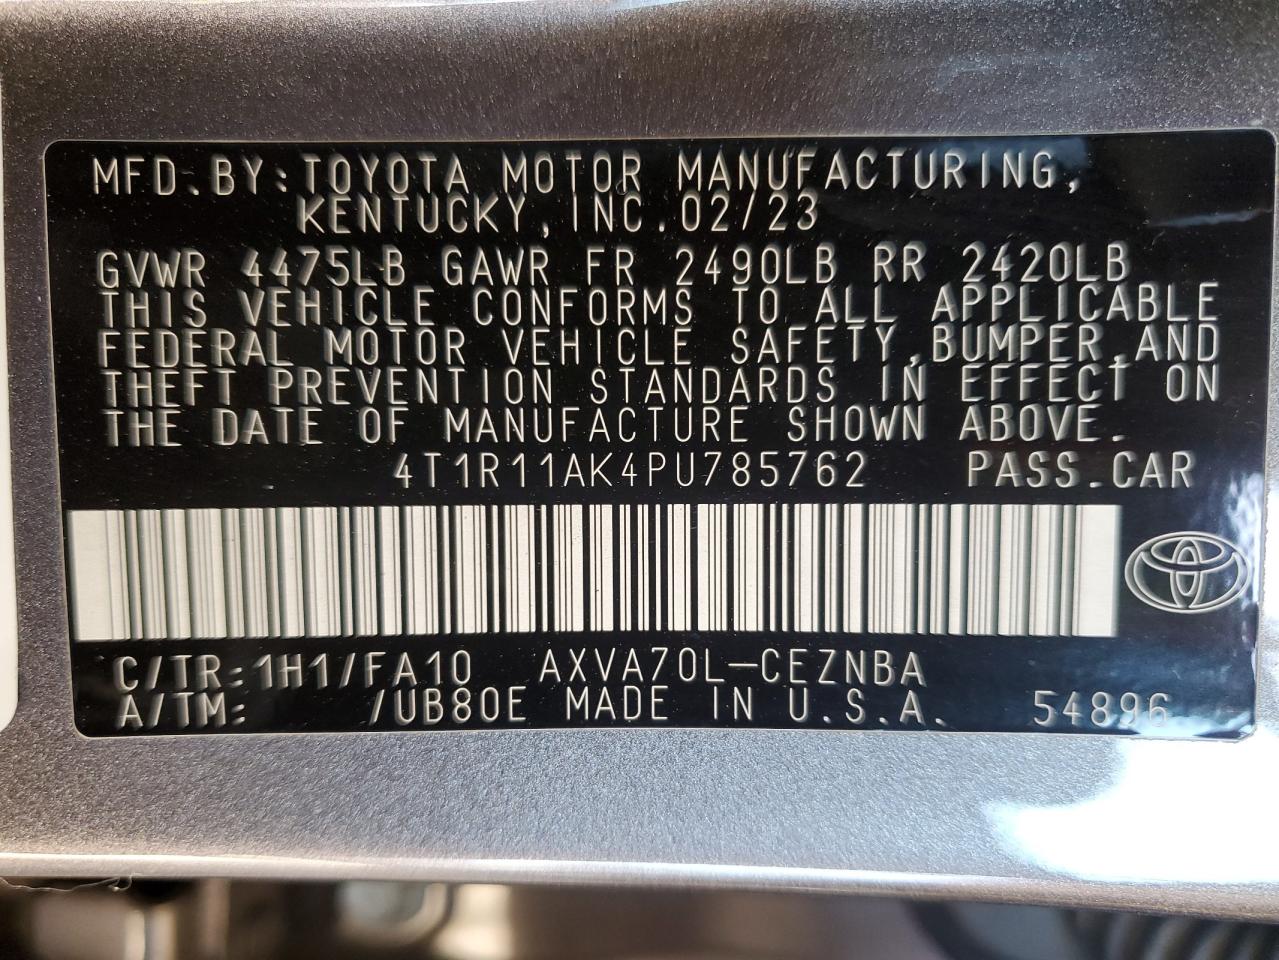 MFD.BY:TOYOTA MOTOR MANUFACTURING,
KENTUCKY,INC.02/23
GVWR 4475LB GAWR FR 2490LB RR 2420LB
THIS VEHICLE CONFORMS TO ALL APPLICABLE
FEDERAL MOTOR VEHICLE SAFETY,BUMPER,AND
THEFT PREVENTION STANDARDS IN EFFECT ON
THE DATE OF MANUFACTURE SHOWN ABOVE.
4T1R11AK4PU785762 PASS.CAR
C/TR:1H1/FA10 AXVA70L-CEZNBA
A/TM: /UB80E MADE IN U.S.A. 54896